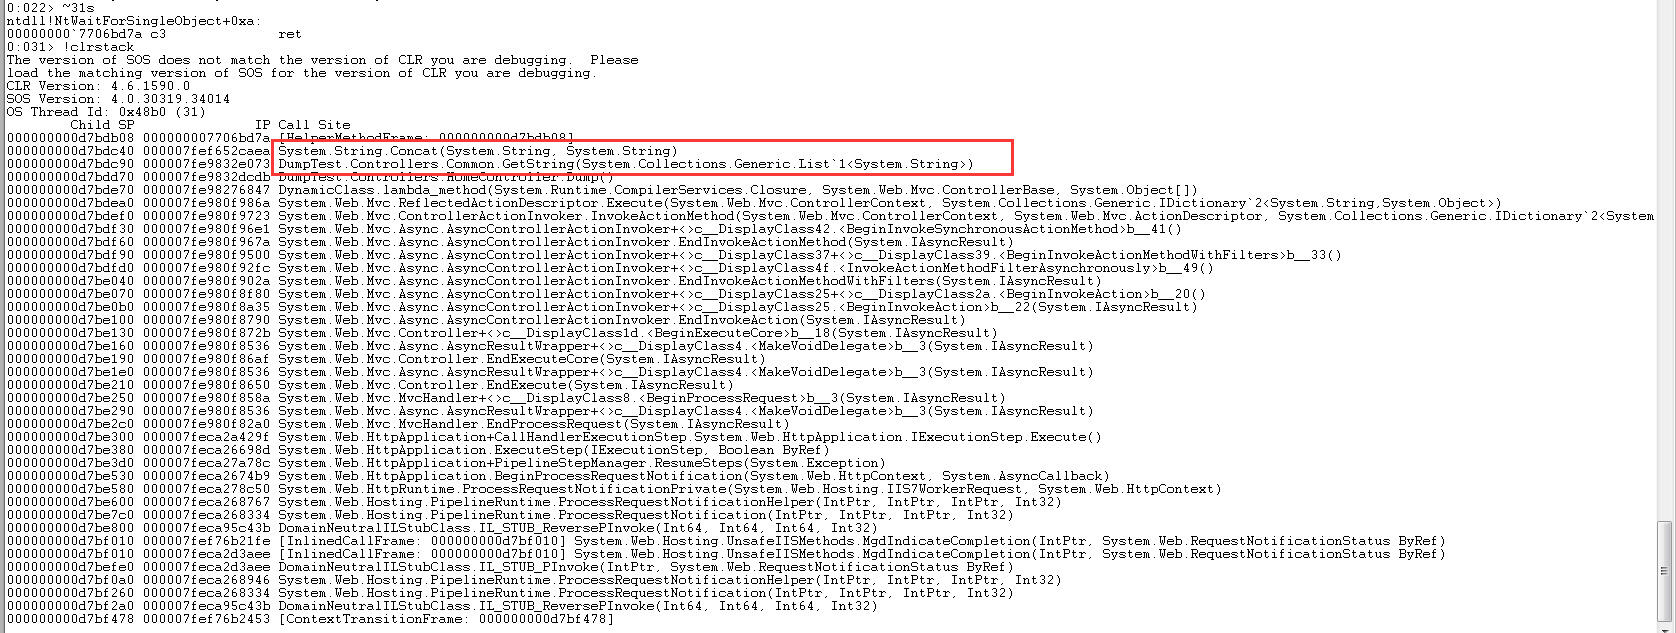 0:022> ~31s
ntdll!NtWaitForSingleObject+0xa:
00000000`7706bd7a c3              ret
0:031> !clrstack
The version of SOS does not match the version of CLR you are debugging.  Please
load the matching version of SOS for the version of CLR you are debugging.
CLR Version: 4.6.1590.0
SOS Version: 4.0.30319.34014
OS Thread Id: 0x48b0 (31)
        Child SP               IP Call Site
000000000d7bdb08 000000007706bd7a [HelperMethodFrame: 000000000d7bdb08]
000000000d7bdc40 000007fef652caea System.String.Concat(System.String, System.String)
000000000d7bdc90 000007fe9832e073 DumpTest.Controllers.Common.GetString(System.Collections.Generic.List`1<System.String>)
000000000d7bdd70 000007fe9832dcdb DumpTest.Controllers.HomeController.Dump()
000000000d7bde70 000007fe98276847 DynamicClass.lambda_method(System.Runtime.CompilerServices.Closure, System.Web.Mvc.ControllerBase, System.Object[])
000000000d7bdea0 000007fe980f986a System.Web.Mvc.ReflectedActionDescriptor.Execute(System.Web.Mvc.ControllerContext, System.Collections.Generic.IDictionary`2<System.String,System.Object>)
000000000d7bdef0 000007fe980f9723 System.Web.Mvc.ControllerActionInvoker.InvokeActionMethod(System.Web.Mvc.ControllerContext, System.Web.Mvc.ActionDescriptor, System.Collections.Generic.IDictionary`2<System
000000000d7bdf30 000007fe980f96e1 System.Web.Mvc.Async.AsyncControllerActionInvoker+<>c__DisplayClass42.<BeginInvokeSynchronousActionMethod>b__41()
000000000d7bdf60 000007fe980f967a System.Web.Mvc.Async.AsyncControllerActionInvoker.EndInvokeActionMethod(System.IAsyncResult)
000000000d7bdf90 000007fe980f9500 System.Web.Mvc.Async.AsyncControllerActionInvoker+<>c__DisplayClass37+<>c__DisplayClass39.<BeginInvokeActionMethodWithFilters>b__33()
000000000d7bdfd0 000007fe980f92fc System.Web.Mvc.Async.AsyncControllerActionInvoker+<>c__DisplayClass4f.<InvokeActionMethodFilterAsynchronously>b__49()
000000000d7be040 000007fe980f902a System.Web.Mvc.Async.AsyncControllerActionInvoker.EndInvokeActionMethodWithFilters(System.IAsyncResult)
000000000d7be070 000007fe980f8f80 System.Web.Mvc.Async.AsyncControllerActionInvoker+<>c__DisplayClass25+<>c__DisplayClass2a.<BeginInvokeAction>b__20()
000000000d7be0b0 000007fe980f8a35 System.Web.Mvc.Async.AsyncControllerActionInvoker+<>c__DisplayClass25.<BeginInvokeAction>b__22(System.IAsyncResult)
000000000d7be100 000007fe980f8790 System.Web.Mvc.Async.AsyncControllerActionInvoker.EndInvokeAction(System.IAsyncResult)
000000000d7be130 000007fe980f872b System.Web.Mvc.Controller+<>c__DisplayClass1d.<BeginExecuteCore>b__18(System.IAsyncResult)
000000000d7be160 000007fe980f8536 System.Web.Mvc.Async.AsyncResultWrapper+<>c__DisplayClass4.<MakeVoidDelegate>b__3(System.IAsyncResult)
000000000d7be190 000007fe980f86af System.Web.Mvc.Controller.EndExecuteCore(System.IAsyncResult)
000000000d7be1e0 000007fe980f8536 System.Web.Mvc.Async.AsyncResultWrapper+<>c__DisplayClass4.<MakeVoidDelegate>b__3(System.IAsyncResult)
000000000d7be210 000007fe980f8650 System.Web.Mvc.Controller.EndExecute(System.IAsyncResult)
000000000d7be250 000007fe980f858a System.Web.Mvc.MvcHandler+<>c__DisplayClass8.<BeginProcessRequest>b__3(System.IAsyncResult)
000000000d7be290 000007fe980f8536 System.Web.Mvc.Async.AsyncResultWrapper+<>c__DisplayClass4.<MakeVoidDelegate>b__3(System.IAsyncResult)
000000000d7be2c0 000007fe980f82a0 System.Web.Mvc.MvcHandler.EndProcessRequest(System.IAsyncResult)
000000000d7be300 000007feca2a429f System.Web.HttpApplication+CallHandlerExecutionStep.System.Web.HttpApplication.IExecutionStep.Execute()
000000000d7be380 000007feca26698d System.Web.HttpApplication.ExecuteStep(IExecutionStep, Boolean ByRef)
000000000d7be3d0 000007feca27a78c System.Web.HttpApplication+PipelineStepManager.ResumeSteps(System.Exception)
000000000d7be530 000007feca2674b9 System.Web.HttpApplication.BeginProcessRequestNotification(System.Web.HttpContext, System.AsyncCallback)
000000000d7be580 000007feca278c50 System.Web.HttpRuntime.ProcessRequestNotificationPrivate(System.Web.Hosting.IIS7WorkerRequest, System.Web.HttpContext)
000000000d7be600 000007feca268767 System.Web.Hosting.PipelineRuntime.ProcessRequestNotificationHelper(IntPtr, IntPtr, IntPtr, Int32)
000000000d7be7c0 000007feca268334 System.Web.Hosting.PipelineRuntime.ProcessRequestNotification(IntPtr, IntPtr, IntPtr, Int32)
000000000d7be800 000007feca95c43b DomainNeutralILStubClass.IL_STUB_ReversePInvoke(Int64, Int64, Int64, Int32)
000000000d7bf010 000007fef76b21fe [InlinedCallFrame: 000000000d7bf010] System.Web.Hosting.UnsafeIISMethods.MgdIndicateCompletion(IntPtr, System.Web.RequestNotificationStatus ByRef)
000000000d7bf010 000007feca2d3aee [InlinedCallFrame: 000000000d7bf010] System.Web.Hosting.UnsafeIISMethods.MgdIndicateCompletion(IntPtr, System.Web.RequestNotificationStatus ByRef)
000000000d7befe0 000007feca2d3aee DomainNeutralILStubClass.IL_STUB_PInvoke(IntPtr, System.Web.RequestNotificationStatus ByRef)
000000000d7bf0a0 000007feca268946 System.Web.Hosting.PipelineRuntime.ProcessRequestNotificationHelper(IntPtr, IntPtr, IntPtr, Int32)
000000000d7bf260 000007feca268334 System.Web.Hosting.PipelineRuntime.ProcessRequestNotification(IntPtr, IntPtr, IntPtr, Int32)
000000000d7bf2a0 000007feca95c43b DomainNeutralILStubClass.IL_STUB_ReversePInvoke(Int64, Int64, Int64, Int32)
000000000d7bf478 000007fef76b2453 [ContextTransitionFrame: 000000000d7bf478]